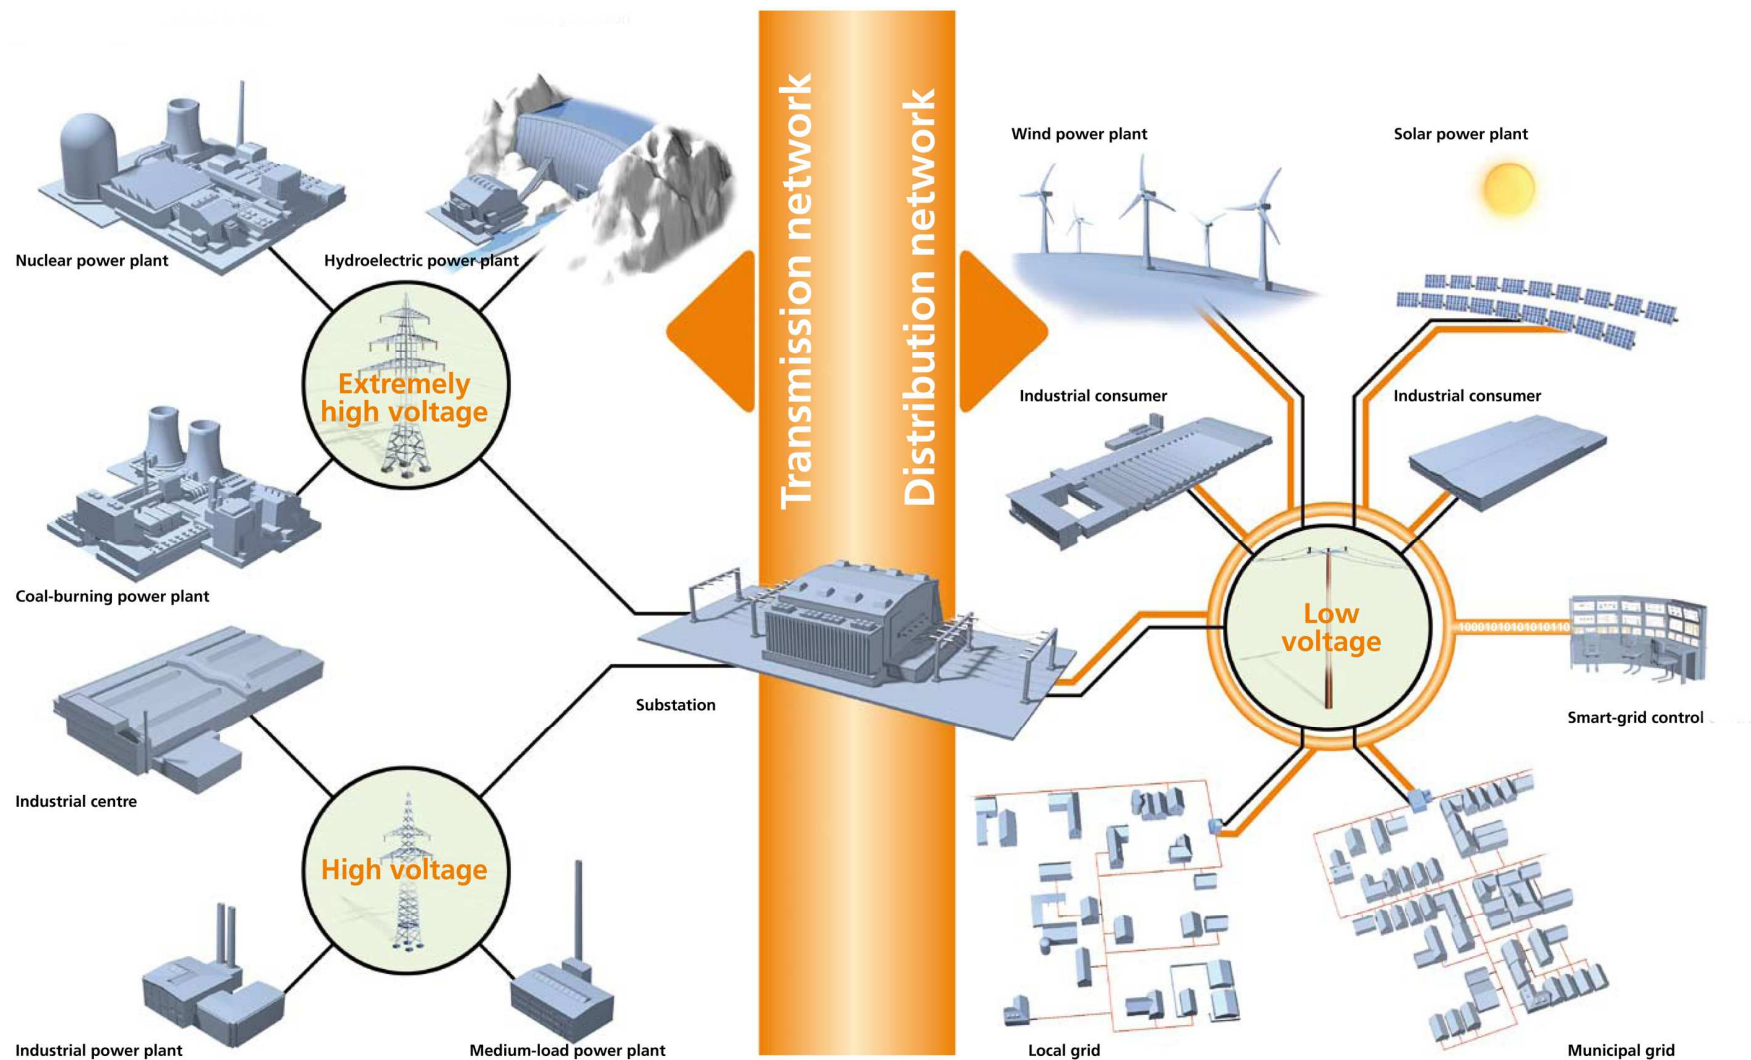 Transmission network
Distribution network
Wind power plant
Solar power plant
Nuclear power plant
Hydroelectric power plant
Extremely
high voltage
Industrial consumer
Industrial consumer
Coal-burning power plant
Low
voltage
1000101010101010110
Substation
Smart-grid control
Industrial centre
High voltage
Industrial power plant
Medium-load power plant
Local grid
Municipal grid